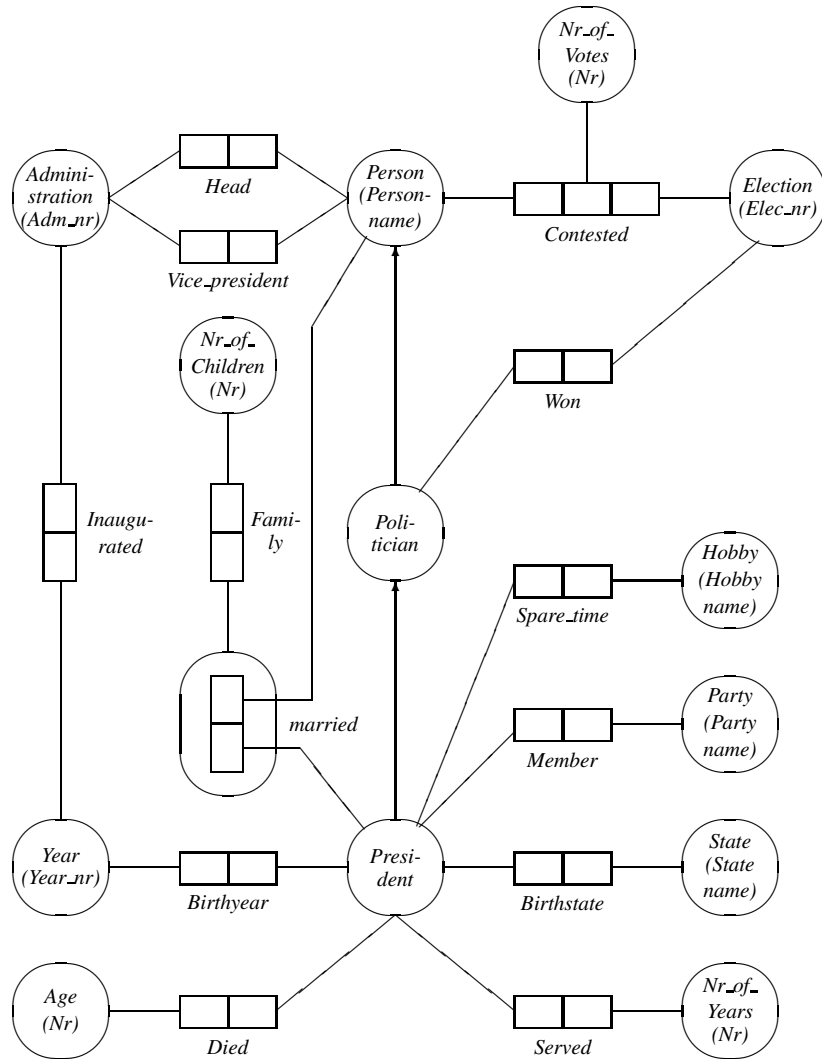 Nr_of_
Votes
(Nr)
Admini-
stration
(Adm_nr)
Head
Person
(Person-
name)
Election
(Elec_nr)
Contested
Vice_president
Nr_of_
Children
(Nr)
Won
Inaugu-
rated
Fami-
ly
Poli-
tician
Hobby
(Hobby
name)
Spare_time
married
Party
(Party
name)
Member
Year
(Year_nr)
Birthyear
Presi-
dent
Birthstate
State
(State
name)
Age
(Nr)
Died
Served
Nr_of_
Years
(Nr)